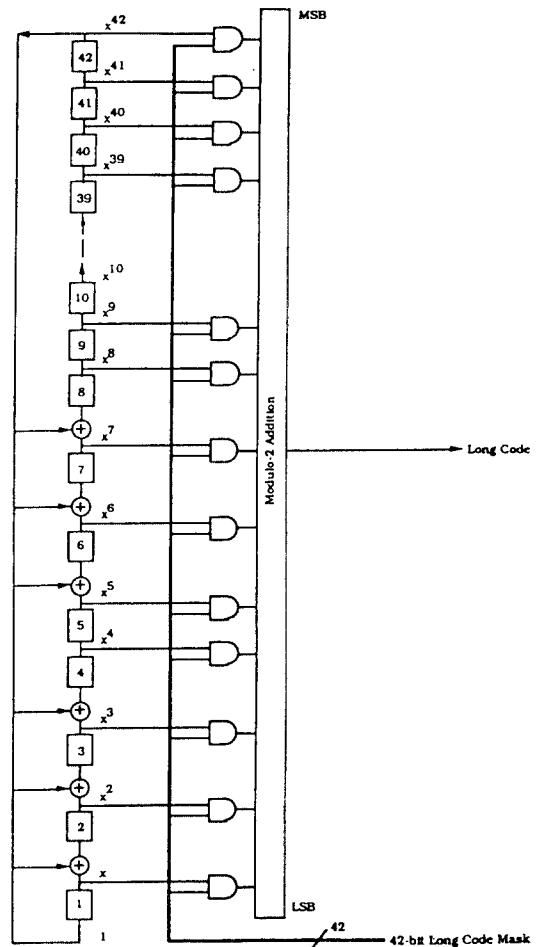 x^42
MSB
42
x^41
41
x^40
40
x^39
39
x^10
10
x^9
9
x^8
8
x^7
Modulo-2 Addition
Long Code
7
x^6
6
x^5
5
x^4
4
x^3
3
x^2
2
x
1
LSB
1
42
42-bit Long Code Mask